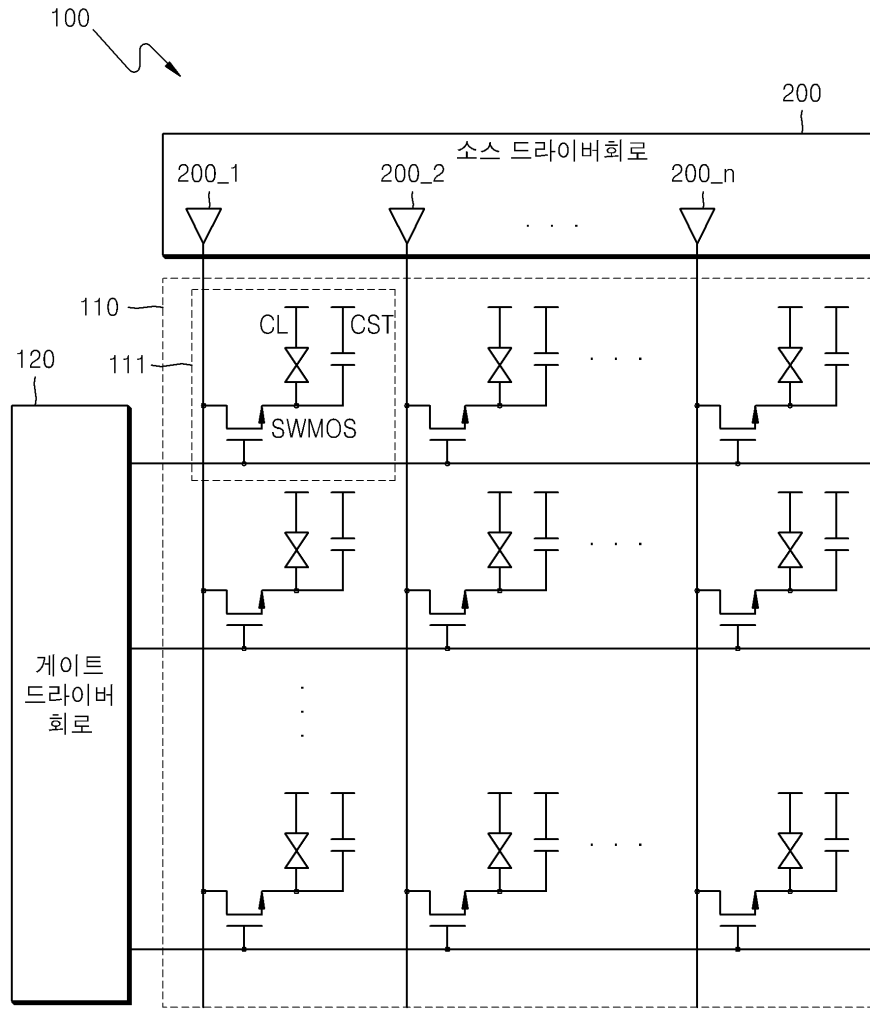 100
200
소스 드라이버회로
200_1
200_2
200_n
. . .
110
CL
CST
. . .
111
120
SWMOS
. . .
게이트
드라이버
회로
. . .